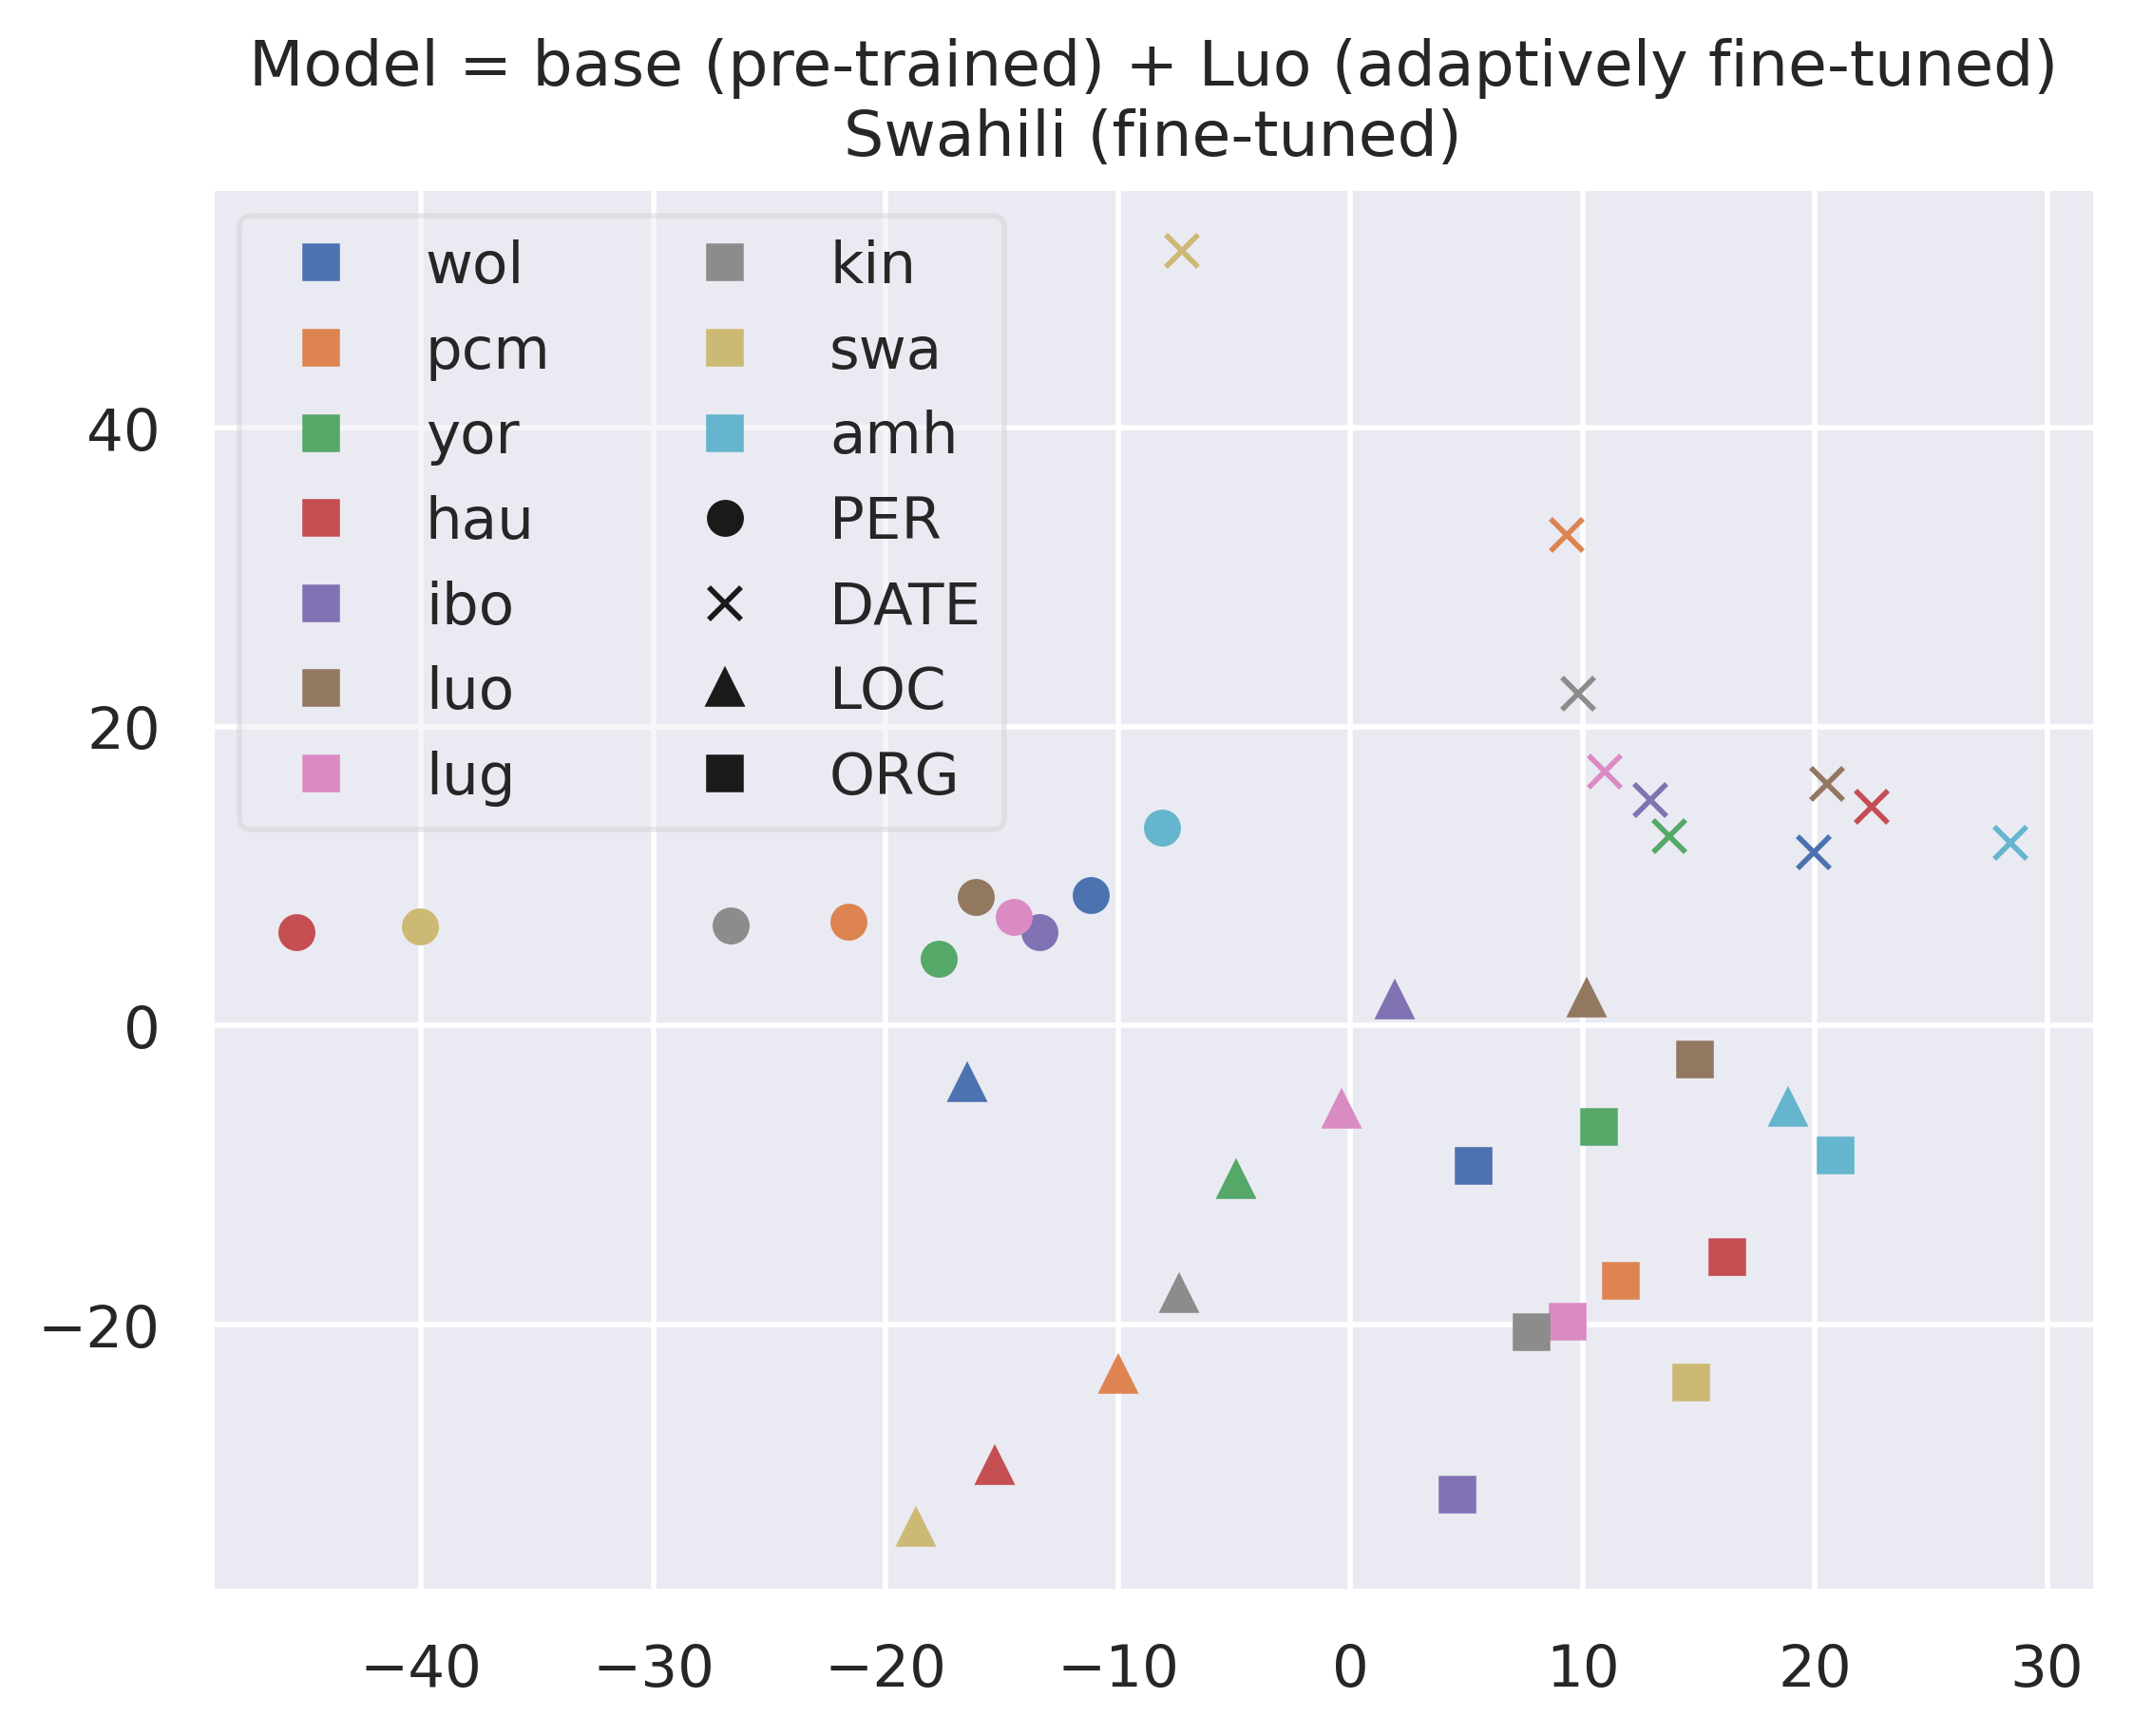 Model = base (pre-trained) + Luo (adaptively fine-tuned)
Swahili (fine-tuned)
wol
pcm
yor
hau
ibo
luo
lug
kin
swa
amh
PER
DATE
LOC
ORG
40
20
0
−20
−40
−30
−20
−10
0
10
20
30